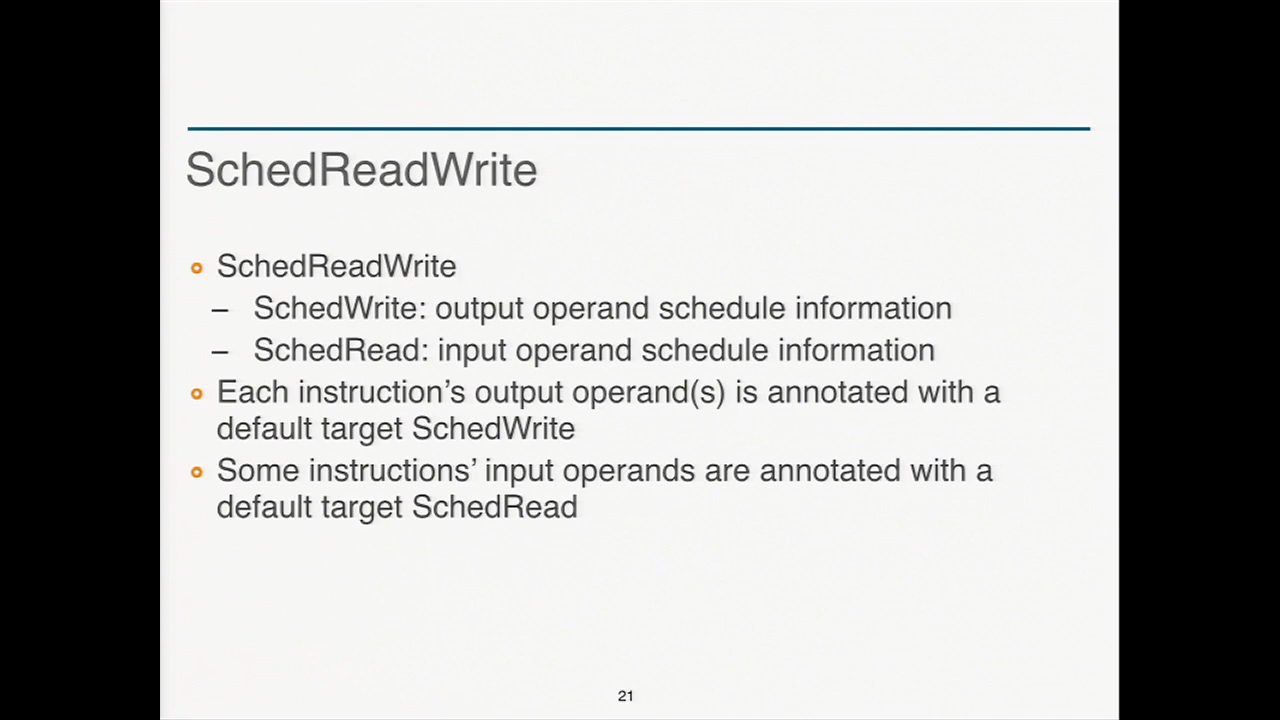 SchedReadWrite
SchedReadWrite
– SchedWrite: output operand schedule information
– SchedRead: input operand schedule information
Each instruction’s output operand(s) is annotated with a
default target SchedWrite
Some instructions’ input operands are annotated with a
default target SchedRead
21